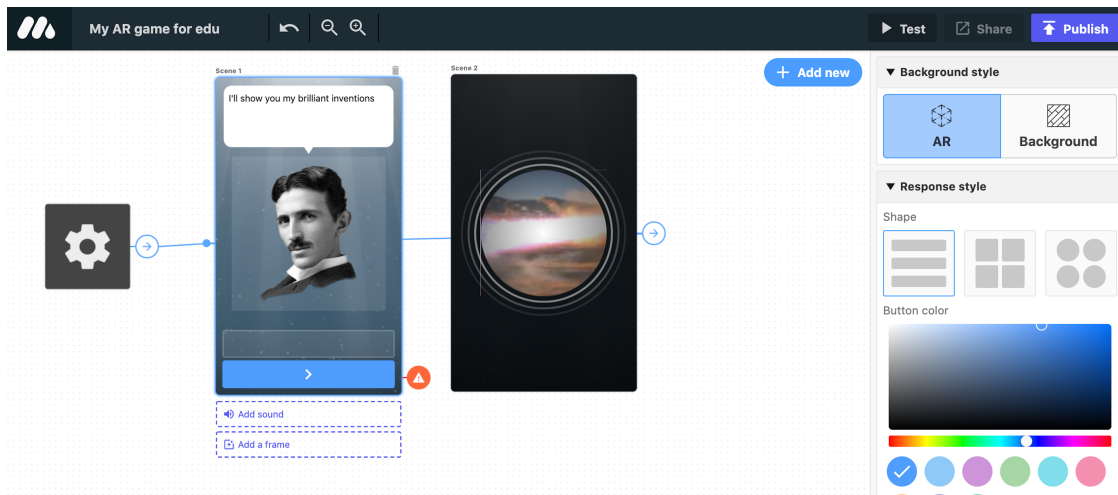 My AR game for edu
Test
Share
Publish
Scene 1
Scene 2
Add new
I'll show you my brilliant inventions
Add sound
Add a frame
Background style
AR
Background
Response style
Shape
Button color